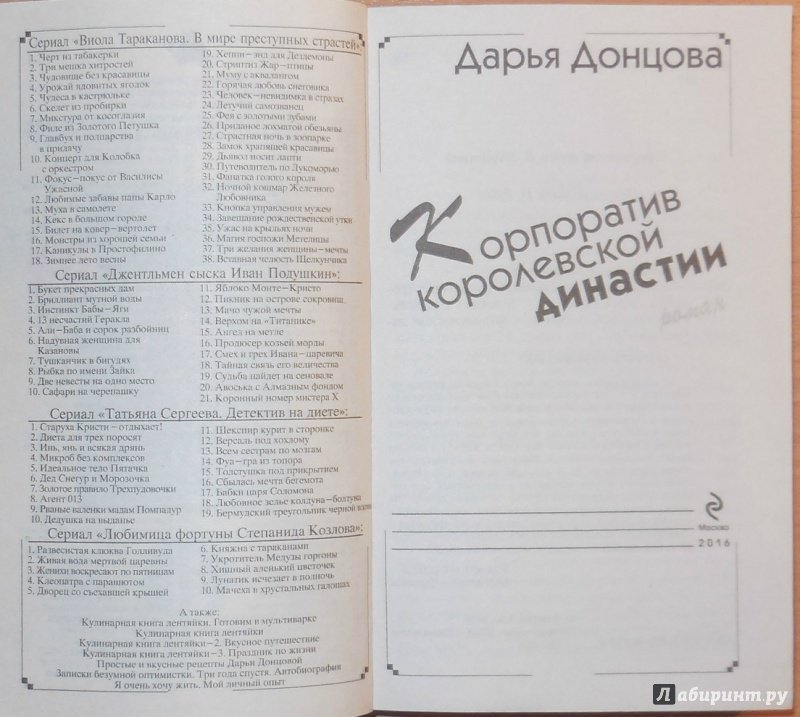 Сериал «Виола Тараканова. В мире преступных страстей»:
1. Черт из табакерки
2. Три мешка хитростей
3. Чудовище без красавицы
4. Урожай ядовитых ягодок
5. Чудеса в кастрюльке
6. Скелет из пробирки
7. Микстура от косоглазия
8. Филе из Золотого Петушка
9. Главбух и полцарства
в придачу
10. Концерт для Колобка
с оркестром
11. Фокус-покус от Василисы
Ужасной
12. Любимые забавы папы Карло
13. Муха в самолете
14. Кекс в большом городе
15. Билет на ковер-вертолет
16. Монстры из хорошей семьи
17. Каникулы в Простофилино
18. Зимнее лето весны
19. Хеппи-энд для Дездемоны
20. Стриптиз Жар-птицы
21. Муму с аквалангом
22. Горячая любовь снеговика
23. Человек-невидимка в стразах
24. Летучий самозванец
25. Фея с золотыми зубами
26. Приданое лохматой обезьяны
27. Страстная ночь в зоопарке
28. Замок храпящей красавицы
29. Дьявол носит лапти
30. Путеводитель по Лукоморью
31. Фанатка голого короля
32. Ночной кошмар Железного
Любовника
33. Кнопка управления мужем
34. Завещание рождественской утки
35. Ужас на крыльях ночи
36. Магия госпожи Метелицы
37. Три желания женщины-мечты
38. Вставная челюсть Щелкунчика
Сериал «Джентльмен сыска Иван Подушкин»:
1. Букет прекрасных дам
2. Бриллиант мутной воды
3. Инстинкт Бабы-Яги
4. 13 несчастий Геракла
5. Али-Баба и сорок разбойниц
6. Надувная женщина для
Казановы
7. Тушканчик в бигудях
8. Рыбка по имени Зайка
9. Две невесты на одно место
10. Сафари на черепашку
11. Яблоко Монте-Кристо
12. Пикник на острове сокровищ
13. Мачо чужой мечты
14. Верхом на «Титанике»
15. Ангел на метле
16. Продюсер козьей морды
17. Смех и грех Ивана-царевича
18. Тайная связь его величества
19. Судьба найдет на сеновале
20. Авоська с Алмазным фондом
21. Коронный номер мистера Х
Сериал «Татьяна Сергеева. Детектив на диете»:
1. Старуха Кристи-отдыхает!
2. Диета для трех поросят
3. Инь, янь и всякая дрянь
4. Микроб без комплексов
5. Идеальное тело Пятачка
6. Дед Снегур и Морозочка
7. Золотое правило Трехпудовочки
8. Агент 013
9. Рваные валенки мадам Помпадур
10. Дедушка на выданье
11. Шекспир курит в сторонке
12. Версаль под хохлому
13. Всем сестрам по мозгам
14. Фуа-гра из топора
15. Толстушка под прикрытием
16. Сбылась мечта бегемота
17. Бабки царя Соломона
18. Любовное зелье колдуна-болтуна
19. Бермудский треугольник черной вдовы
Сериал «Любимица фортуны Степанида Козлова»:
1. Развесистая клюква Голливуда
2. Живая вода мертвой царевны
3. Женихи воскресают по пятницам
4. Клеопатра с парашютом
5. Дворец со съехавшей крышей
6. Княжна с тараканами
7. Укротитель Медузы горгоны
8. Хищный аленький цветочек
9. Лунатик исчезает в полночь
10. Мачеха в хрустальных галошах
А также:
Кулинарная книга лентяйки. Готовим в мультиварке
Кулинарная книга лентяйки
Кулинарная книга лентяйки-2. Вкусное путешествие
Кулинарная книга лентяйки-3. Праздник по жизни
Простые и вкусные рецепты Дарьи Донцовой
Записки безумной оптимистки. Три года спустя. Автобиография
Я очень хочу жить. Мой личный опыт
Дарья Донцова
Корпоратив
королевской
династии
роман
Москва
2016
Лабиринт.ру